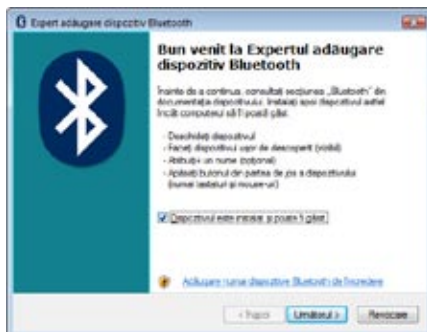 Expert adăugare dispozitiv Bluetooth
Bun venit la Expertul adăugare
dispozitiv Bluetooth
Înainte de a continua, consultați secțiunea „Bluetooth” din
documentația dispozitivului. Instalați apoi dispozitivul astfel
încât computerul să îl poată găsi:
- Deschideți dispozitivul
- Faceți dispozitivul ușor de descoperit (vizibil)
- Atribuiți-i un nume (opțional)
- Apăsați butonul din partea de jos a dispozitivului
(numai tastaturi și mouse-uri)
Dispozitivul este instalat și poate fi găsit.
Adăugare numai dispozitive Bluetooth de încredere
< Înapoi
Următorul >
Revocare